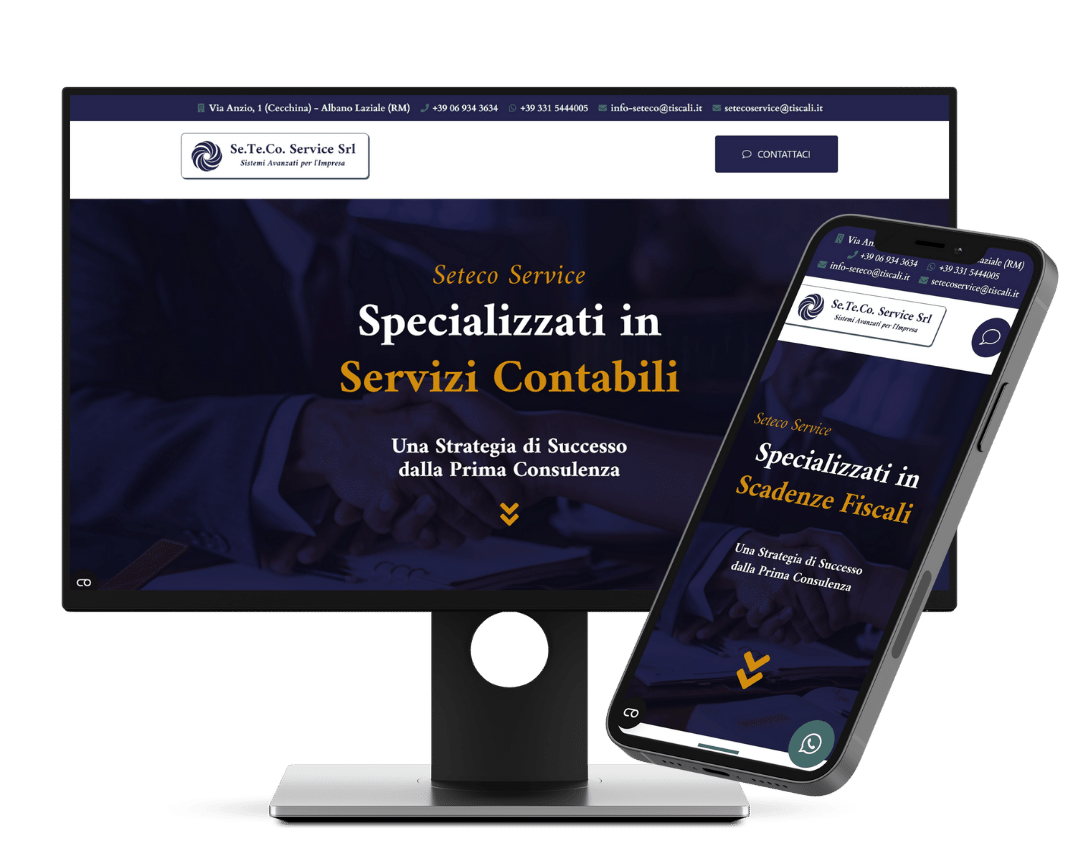 Via Anzio, 1 (Cecchina) - Albano Laziale (RM) +39 06 934 3634 +39 331 5444005 info-seteco@tiscali.it setecoservice@tiscali.it
Se.Te.Co. Service Srl
Sistemi Avanzati per l'Impresa
CONTATTACI
Seteco Service
Specializzati in
Servizi Contabili
Una Strategia di Successo
dalla Prima Consulenza
Via An
aziale (RM)
+39 06 934 3634 +39 331 5444005
info-seteco@tiscali.it setecoservice@tiscali.it
Se.Te.Co. Service Srl
Sistemi Avanzati per l'Impresa
Seteco Service
Specializzati in
Scadenze Fiscali
Una Strategia di Successo
dalla Prima Consulenza